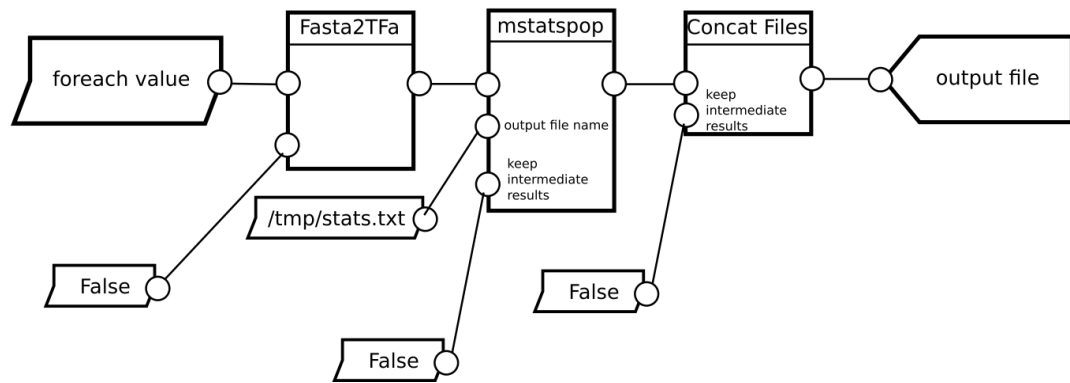 Fasta2TFa
mstatspop
Concat Files
foreach value
output file
keep
intermediate
results
output file name
keep
intermediate
results
/tmp/stats.txt
False
False
False